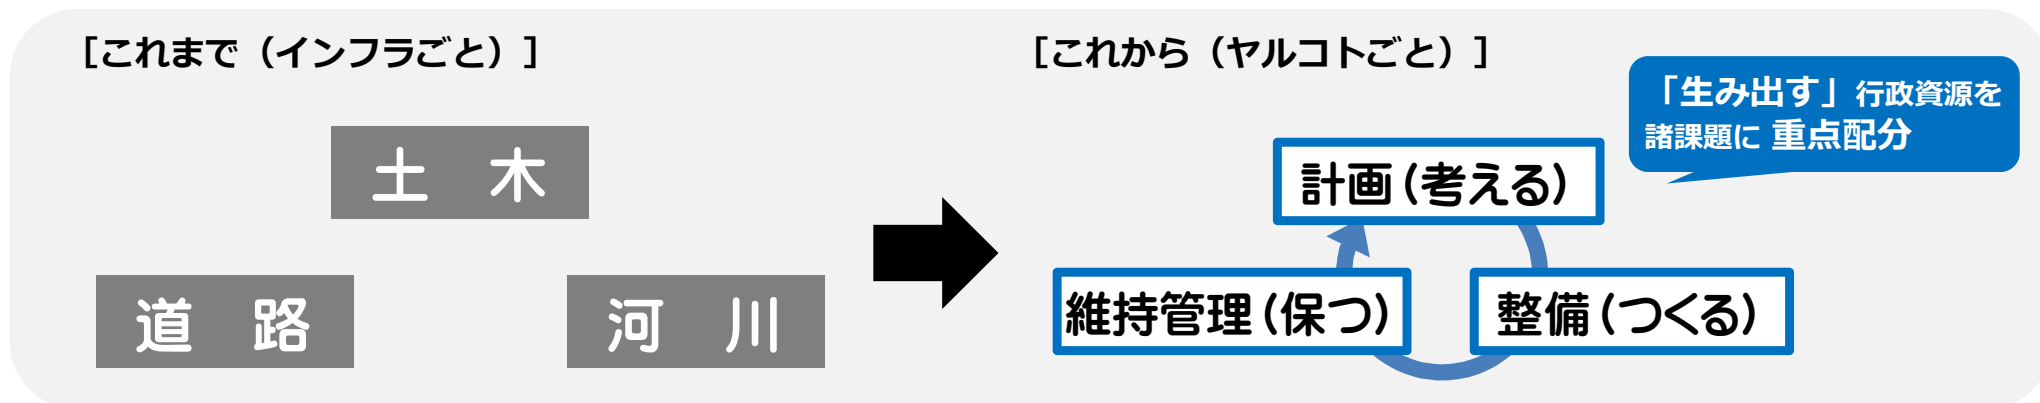 ［これまで（インフラごと）］
土　木
道　路
河　川
［これから（ヤルコトごと）］
「生み出す」行政資源を
諸課題に 重点配分
計画（考える）
維持管理（保つ）
整備（つくる）